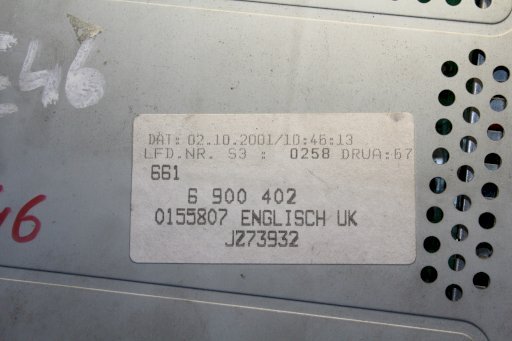 E46
DAT: 02.10.2001/10:46:13
LFD.NR. S3 : 0258 DRUA:67
661
6 900 402
0155807 ENGLISCH UK
JZ73932
46